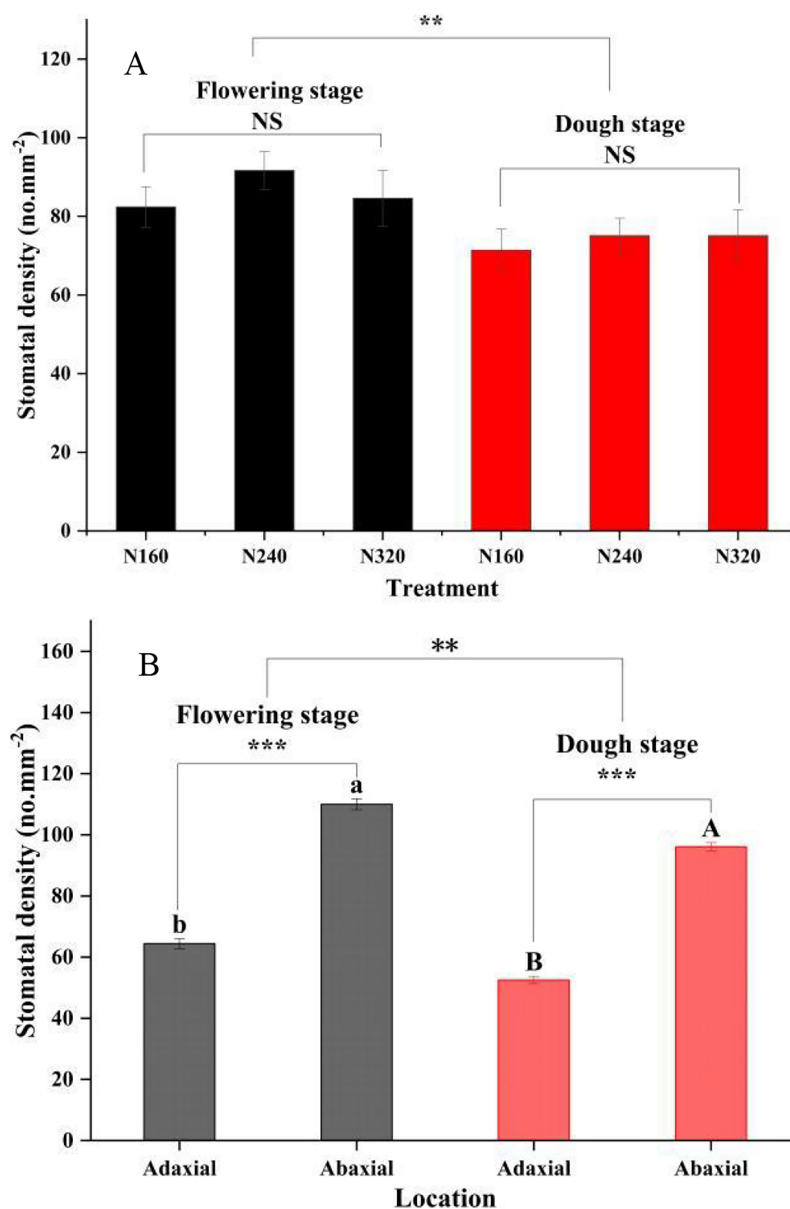 A
**
Flowering stage
NS
Dough stage
NS
Stomatal density (no.mm-2)
120
100
80
60
40
20
0
N160 N240 N320 N160 N240 N320
Treatment
B
**
Flowering stage
***
Dough stage
***
a
A
b
B
Stomatal density (no.mm-2)
160
140
120
100
80
60
40
20
0
Adaxial Abaxial Adaxial Abaxial
Location